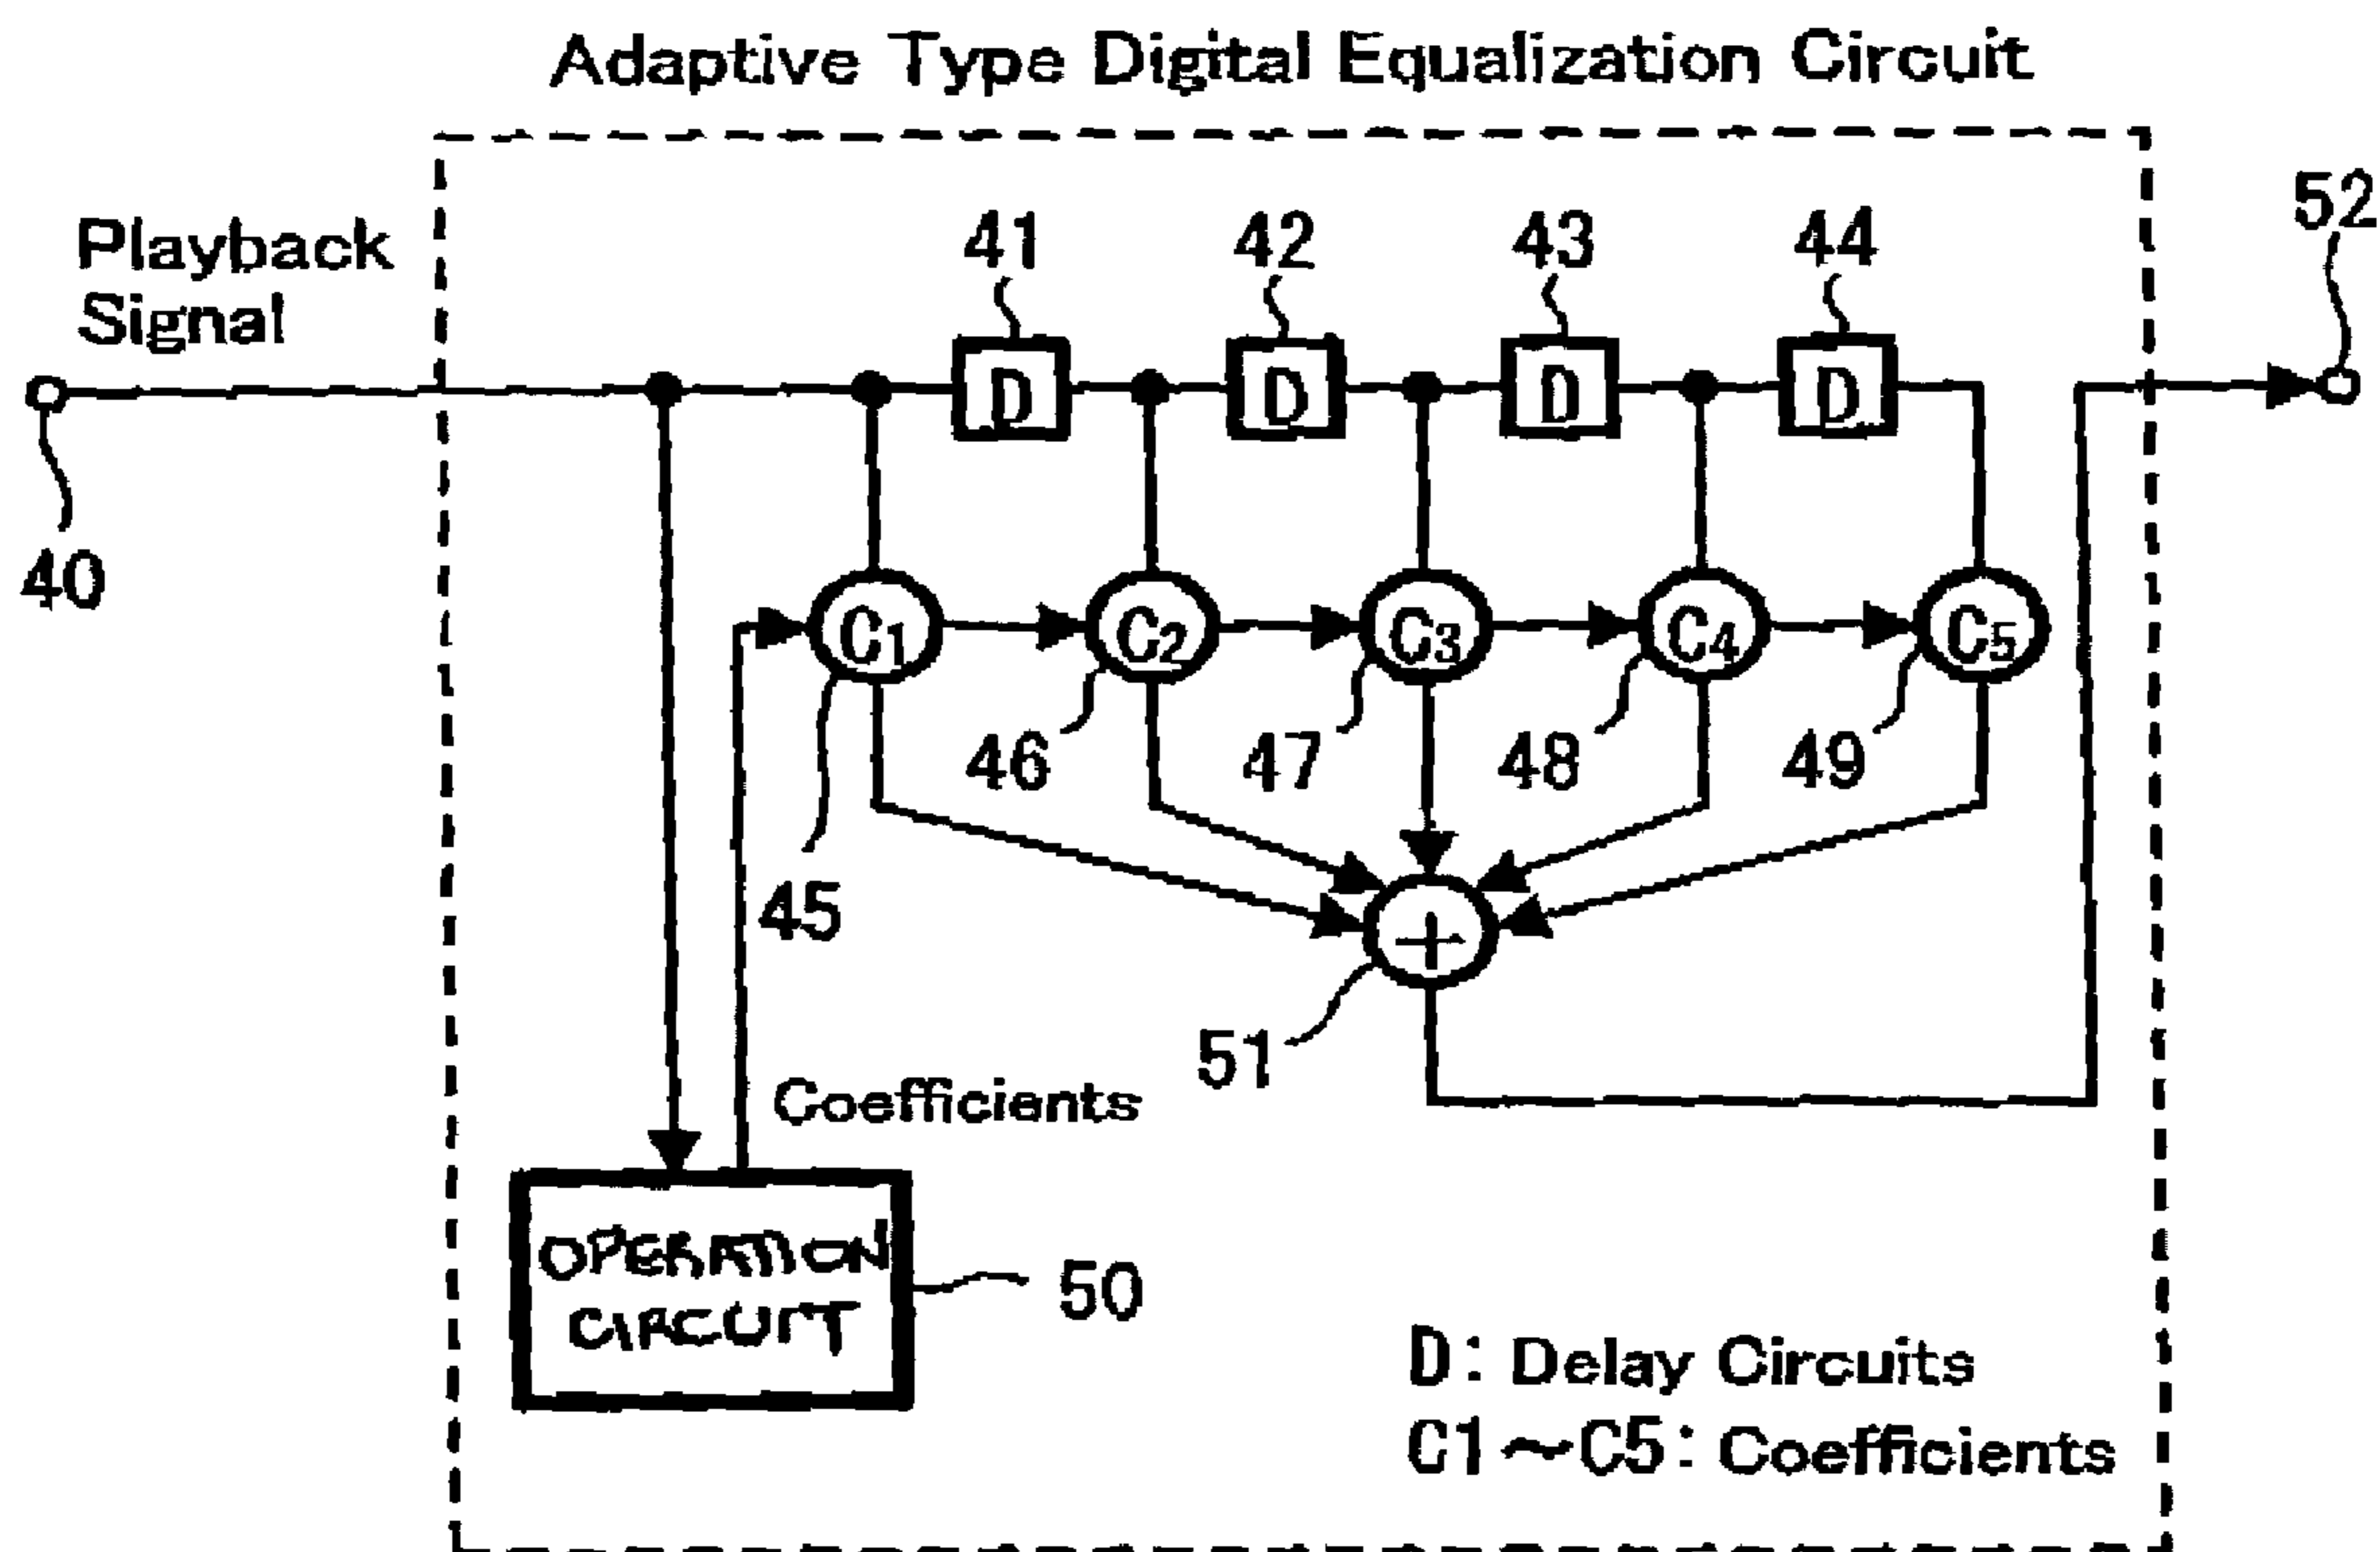 Adaptive Type Digital Equalization Circuit
Playback
Signal
41 42 43 44 52
D D D D
40
C1 C2 C3 C4 C5
46 47 48 49
45
+
51
Coefficients
OPERATION
CIRCUIT
50
D: Delay Circuits
C1~C5: Coefficients